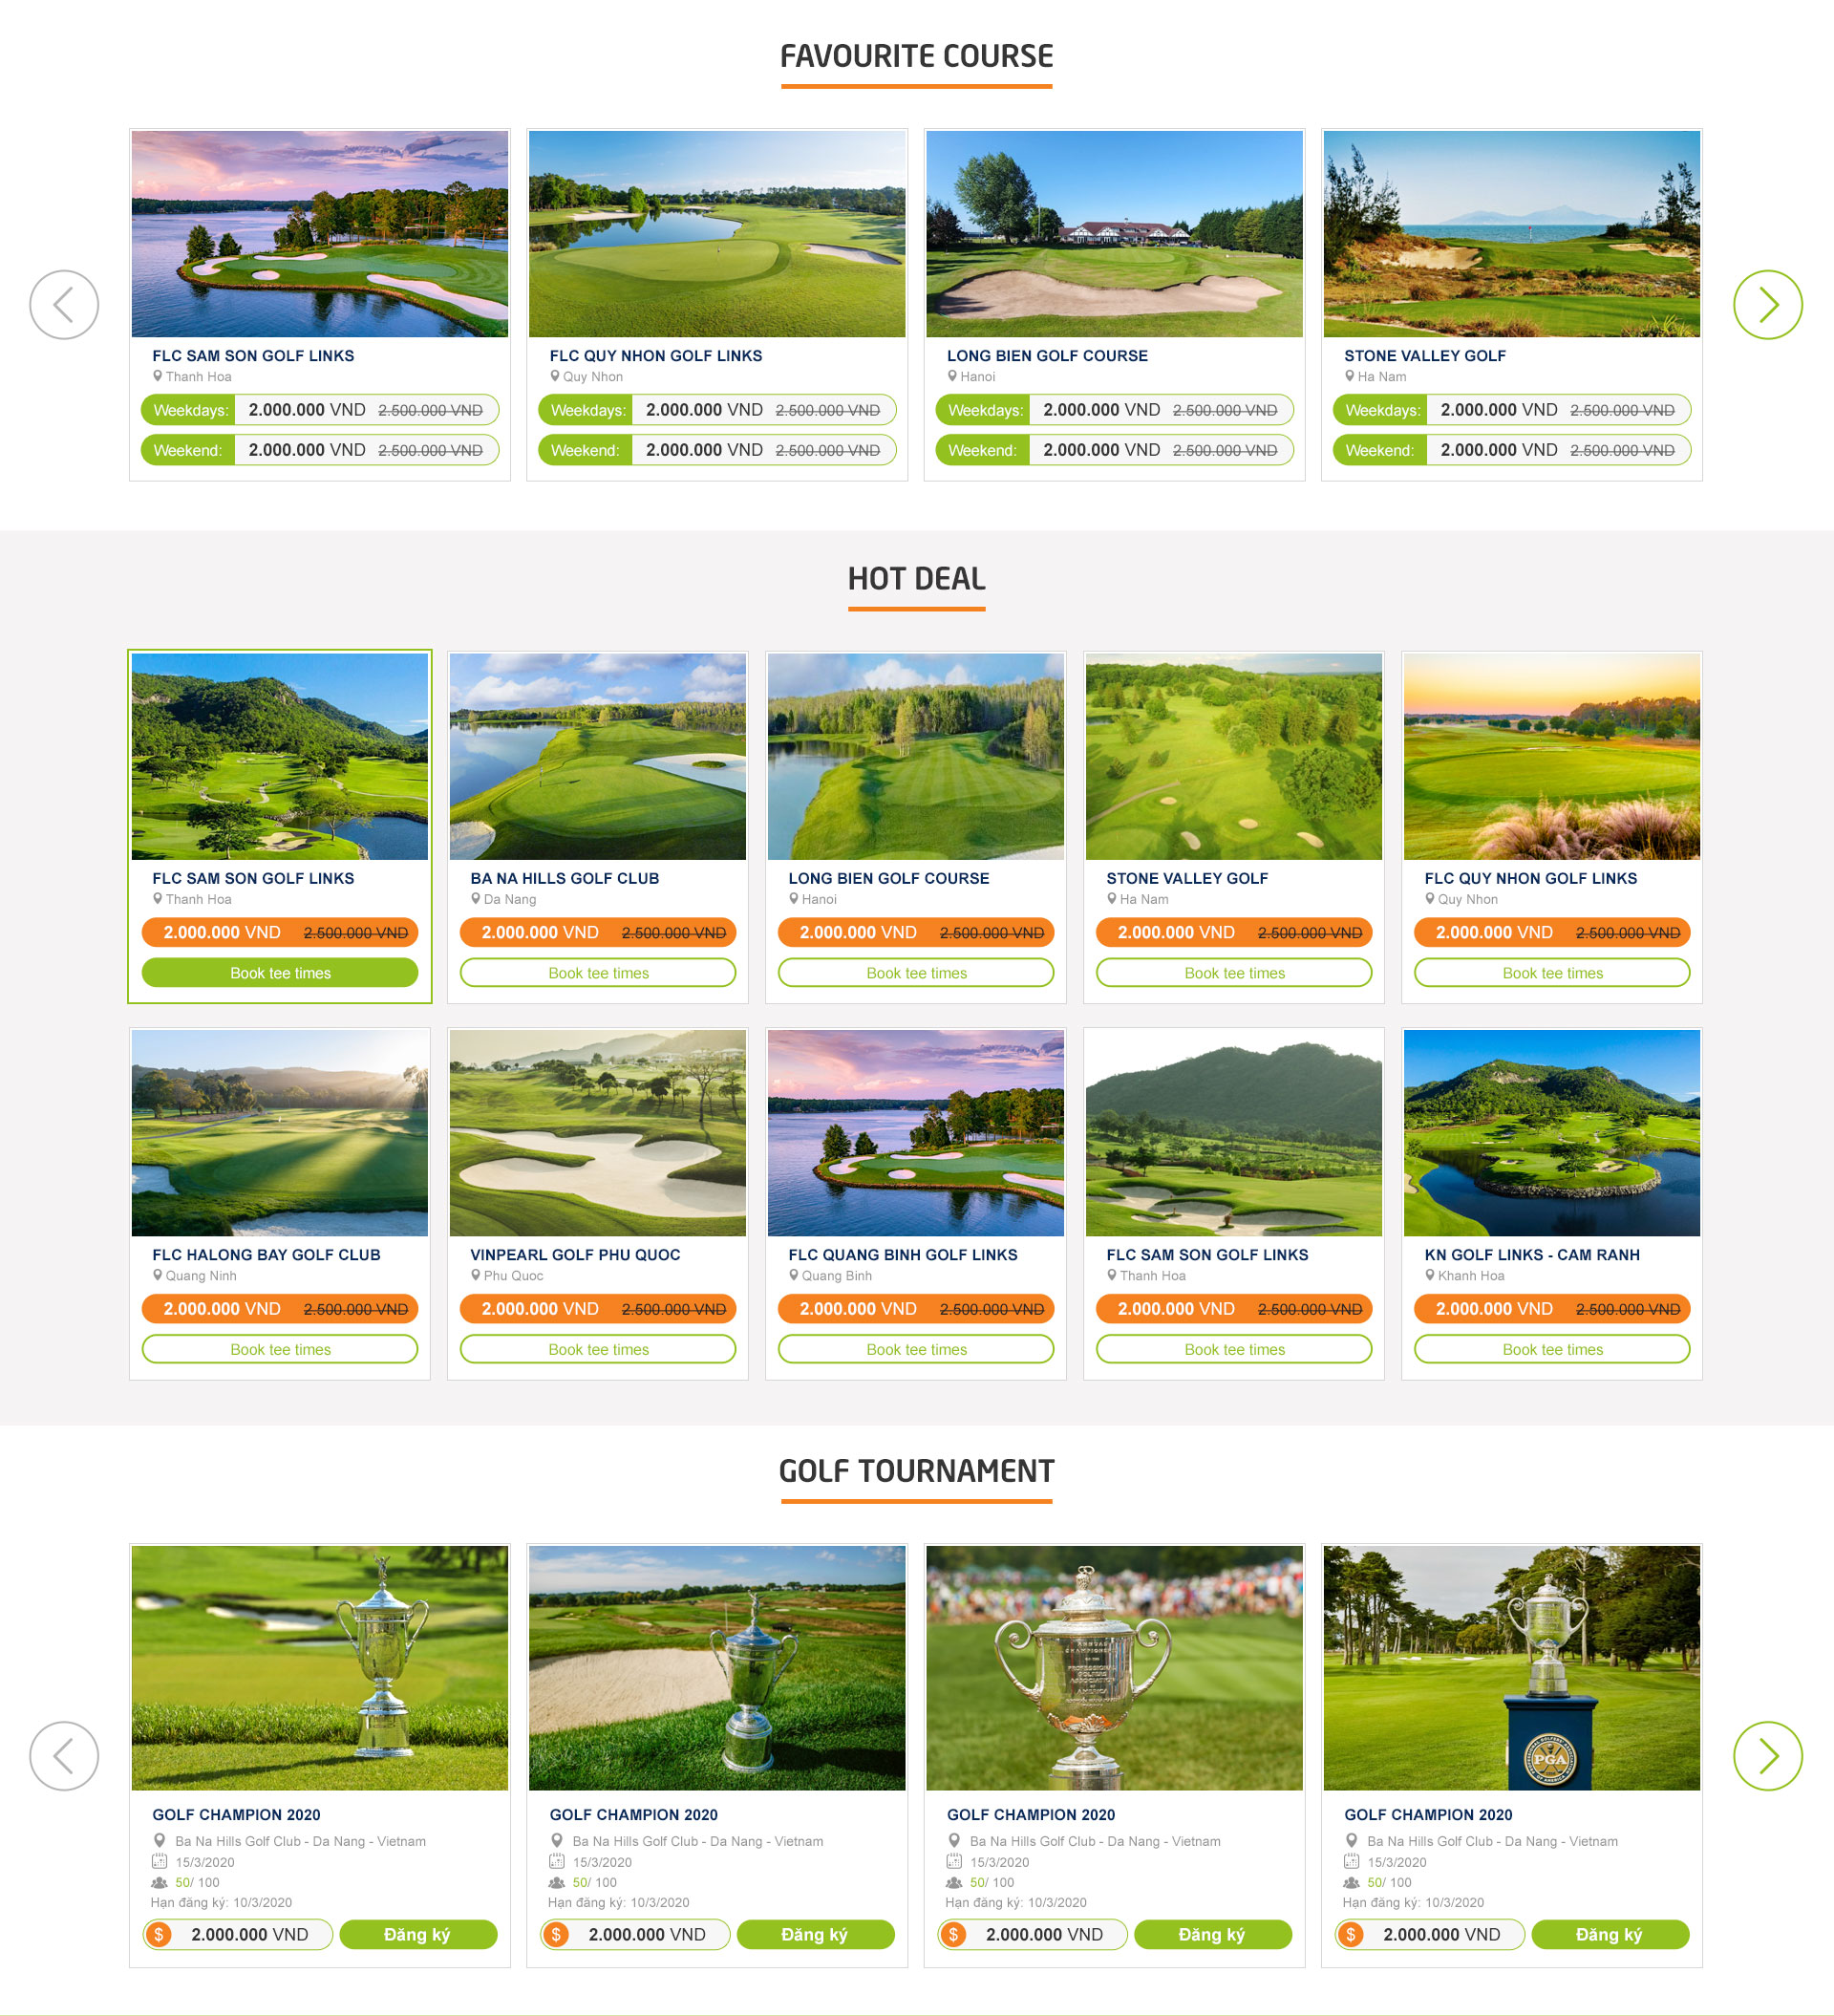 FAVOURITE COURSE
FLC SAM SON GOLF LINKS
Thanh Hoa
Weekdays: 2.000.000 VND 2.500.000 VND
Weekend: 2.000.000 VND 2.500.000 VND
FLC QUY NHON GOLF LINKS
Quy Nhon
Weekdays: 2.000.000 VND 2.500.000 VND
Weekend: 2.000.000 VND 2.500.000 VND
LONG BIEN GOLF COURSE
Hanoi
Weekdays: 2.000.000 VND 2.500.000 VND
Weekend: 2.000.000 VND 2.500.000 VND
STONE VALLEY GOLF
Ha Nam
Weekdays: 2.000.000 VND 2.500.000 VND
Weekend: 2.000.000 VND 2.500.000 VND
HOT DEAL
FLC SAM SON GOLF LINKS
Thanh Hoa
2.000.000 VND 2.500.000 VND
Book tee times
BA NA HILLS GOLF CLUB
Da Nang
2.000.000 VND 2.500.000 VND
Book tee times
LONG BIEN GOLF COURSE
Hanoi
2.000.000 VND 2.500.000 VND
Book tee times
STONE VALLEY GOLF
Ha Nam
2.000.000 VND 2.500.000 VND
Book tee times
FLC QUY NHON GOLF LINKS
Quy Nhon
2.000.000 VND 2.500.000 VND
Book tee times
FLC HALONG BAY GOLF CLUB
Quang Ninh
2.000.000 VND 2.500.000 VND
Book tee times
VINPEARL GOLF PHU QUOC
Phu Quoc
2.000.000 VND 2.500.000 VND
Book tee times
FLC QUANG BINH GOLF LINKS
Quang Binh
2.000.000 VND 2.500.000 VND
Book tee times
FLC SAM SON GOLF LINKS
Thanh Hoa
2.000.000 VND 2.500.000 VND
Book tee times
KN GOLF LINKS - CAM RANH
Khanh Hoa
2.000.000 VND 2.500.000 VND
Book tee times
GOLF TOURNAMENT
GOLF CHAMPION 2020
Ba Na Hills Golf Club - Da Nang - Vietnam
15/3/2020
50/ 100
Hạn đăng ký: 10/3/2020
$ 2.000.000 VND Đăng ký
GOLF CHAMPION 2020
Ba Na Hills Golf Club - Da Nang - Vietnam
15/3/2020
50/ 100
Hạn đăng ký: 10/3/2020
$ 2.000.000 VND Đăng ký
CHAMPIONSHIP
OF THE
PROFESSIONAL
GOLFERS
ASSOCIATION
OF
AMERICA
GOLF CHAMPION 2020
Ba Na Hills Golf Club - Da Nang - Vietnam
15/3/2020
50/ 100
Hạn đăng ký: 10/3/2020
$ 2.000.000 VND Đăng ký
PGA
GOLF CHAMPION 2020
Ba Na Hills Golf Club - Da Nang - Vietnam
15/3/2020
50/ 100
Hạn đăng ký: 10/3/2020
$ 2.000.000 VND Đăng ký